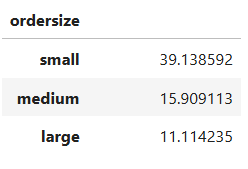 ordersize
small 39.138592
medium 15.909113
large 11.114235